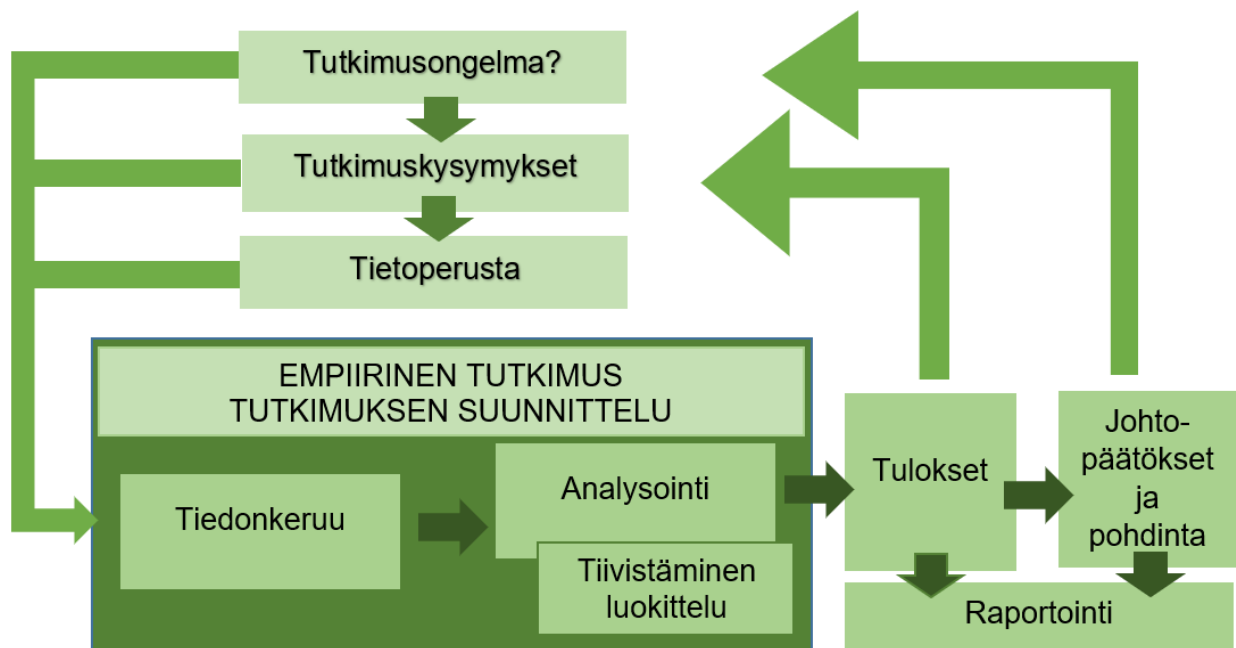 Tutkimusongelma?
Tutkimuskysymykset
Tietoperusta
EMPIIRINEN TUTKIMUS
TUTKIMUKSEN SUUNNITTELU
Tiedonkeruu
Analysointi
Tiivistäminen
luokittelu
Tulokset
Johto-
päätökset
ja
pohdinta
Raportointi